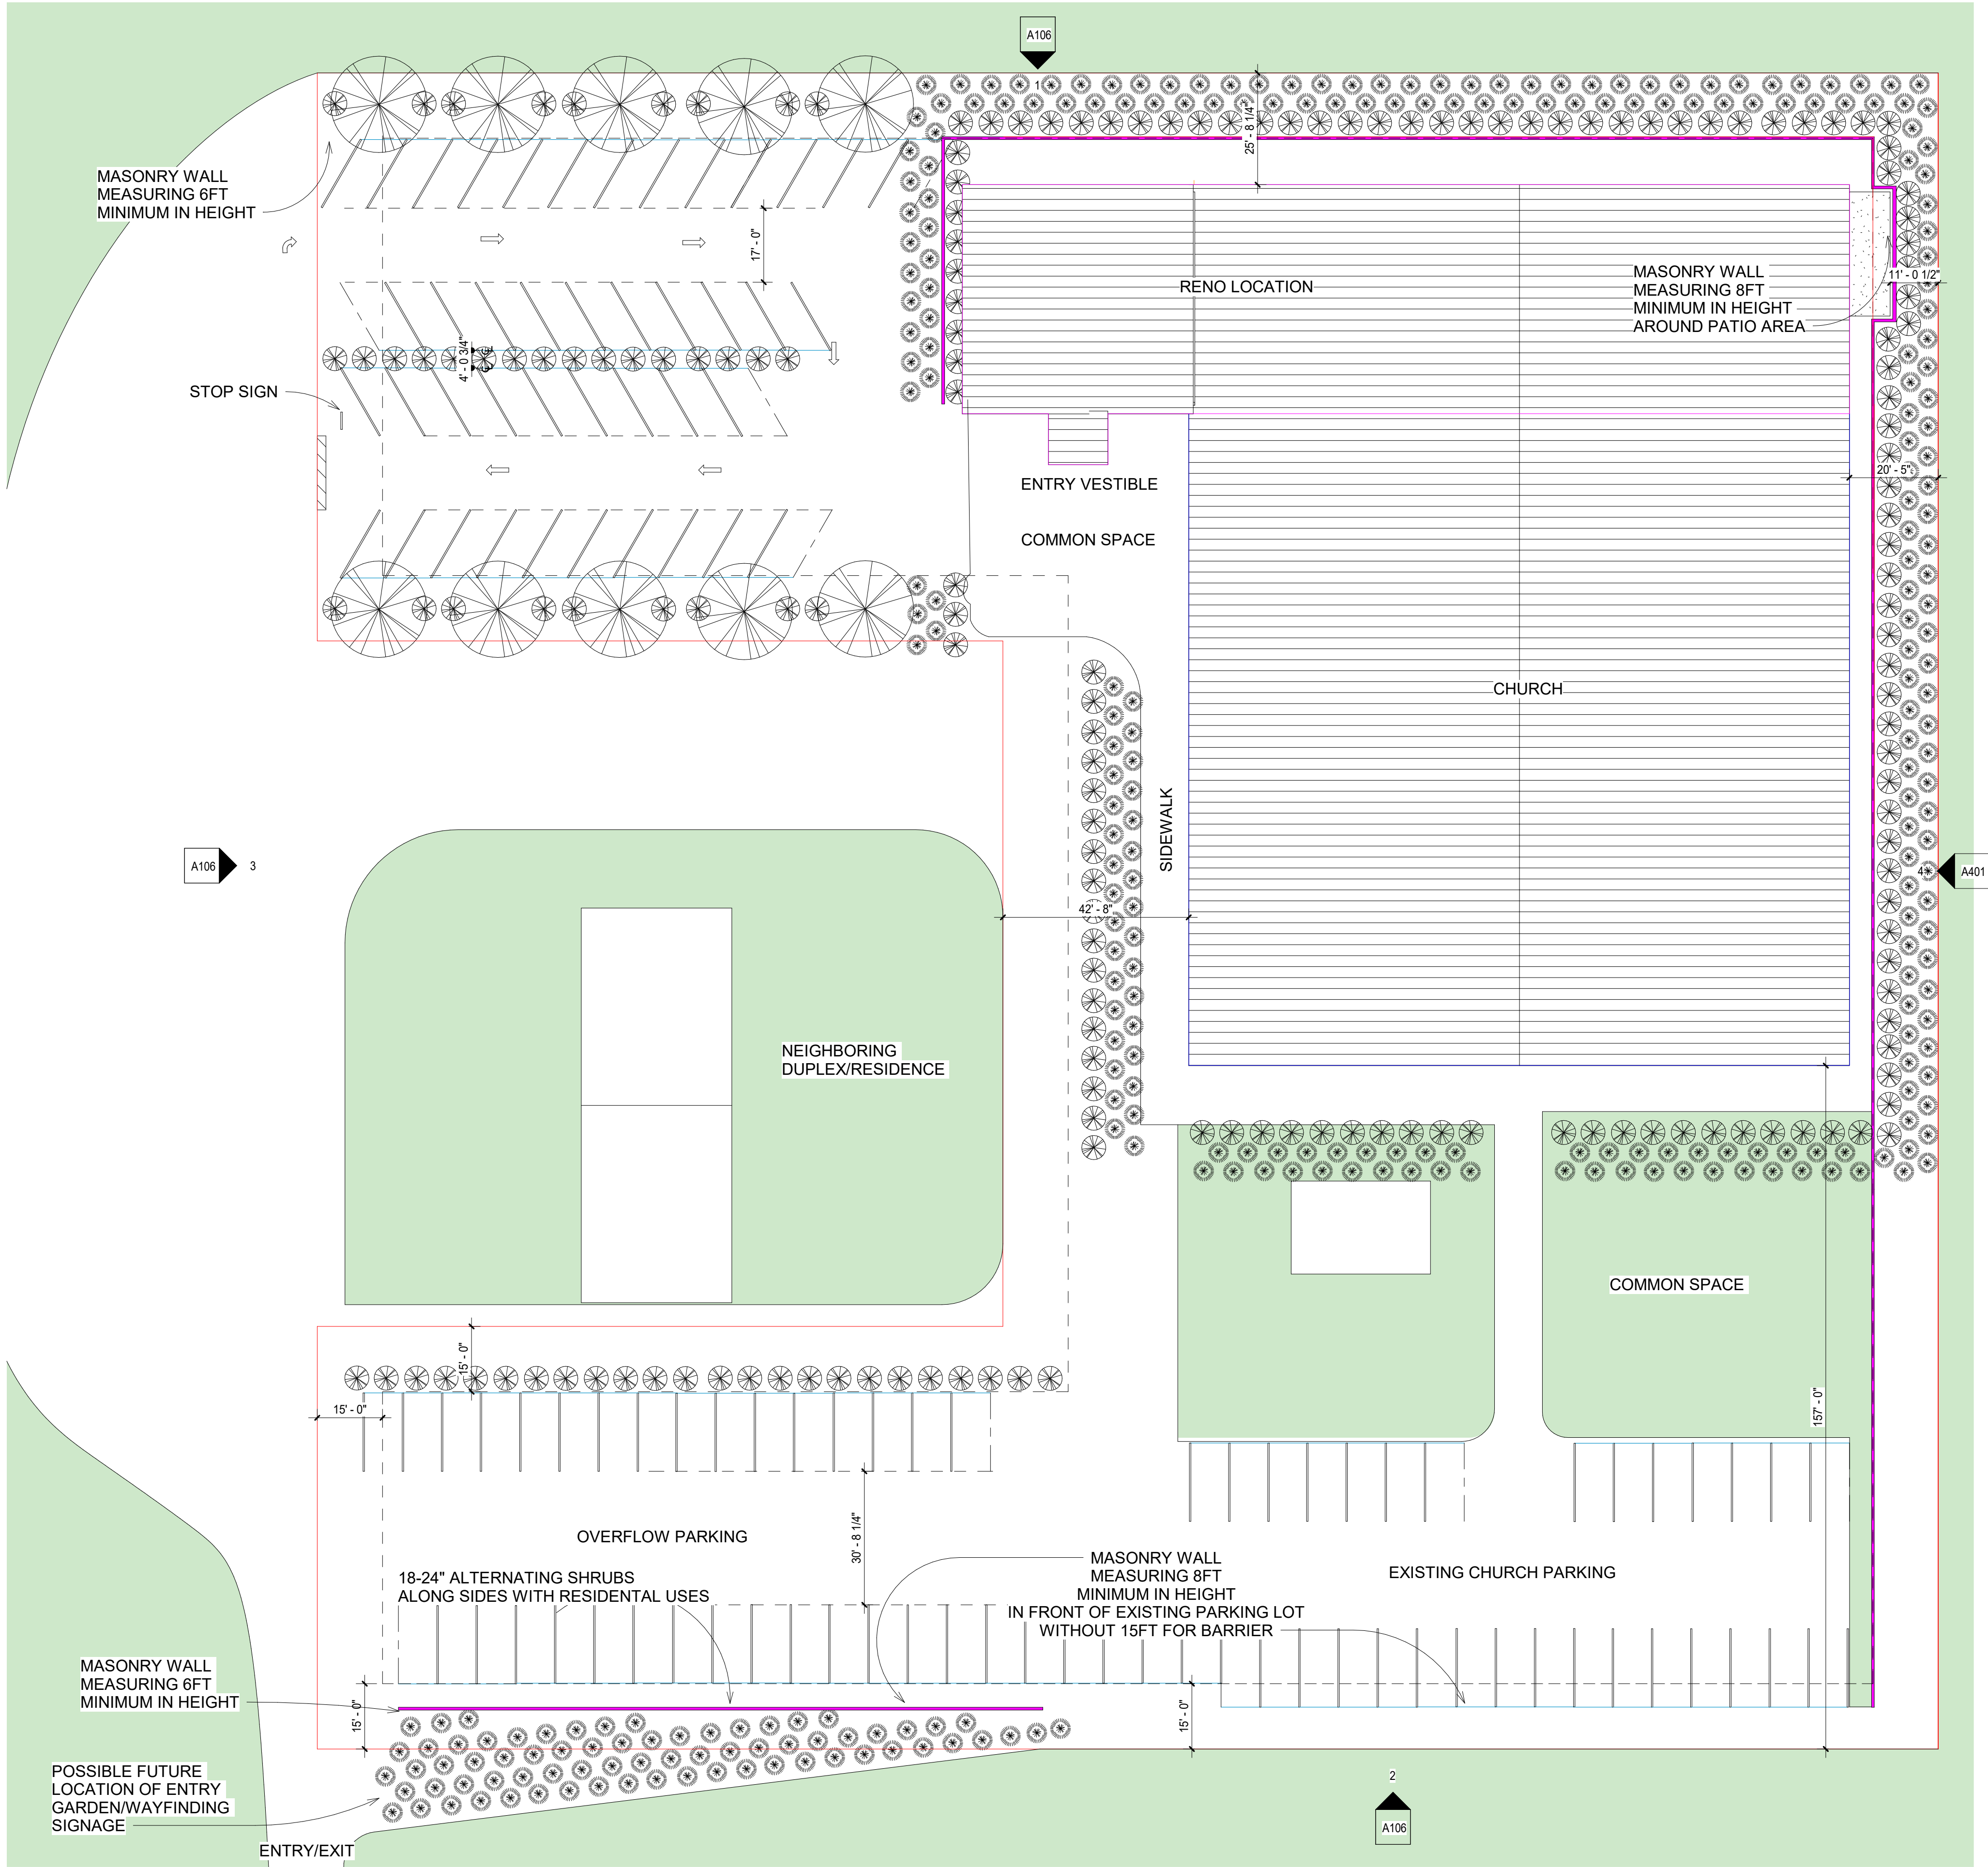 A106
1
25' - 8 1/4"
MASONRY WALL
MEASURING 6FT
MINIMUM IN HEIGHT
17' - 0"
RENO LOCATION
MASONRY WALL
MEASURING 8FT
MINIMUM IN HEIGHT
AROUND PATIO AREA
11' - 0 1/2"
4' - 0 3/4"
STOP SIGN
20' - 5"
ENTRY VESTIBLE
COMMON SPACE
CHURCH
SIDEWALK
A106
3
4
A401
42' - 8"
NEIGHBORING
DUPLEX/RESIDENCE
COMMON SPACE
15' - 0"
15' - 0"
157' - 0"
30' - 8 1/4"
OVERFLOW PARKING
18-24" ALTERNATING SHRUBS
ALONG SIDES WITH RESIDENTAL USES
MASONRY WALL
MEASURING 8FT
MINIMUM IN HEIGHT
IN FRONT OF EXISTING PARKING LOT
WITHOUT 15FT FOR BARRIER
EXISTING CHURCH PARKING
MASONRY WALL
MEASURING 6FT
MINIMUM IN HEIGHT
15' - 0"
15' - 0"
POSSIBLE FUTURE
LOCATION OF ENTRY
GARDEN/WAYFINDING
SIGNAGE
ENTRY/EXIT
2
A106